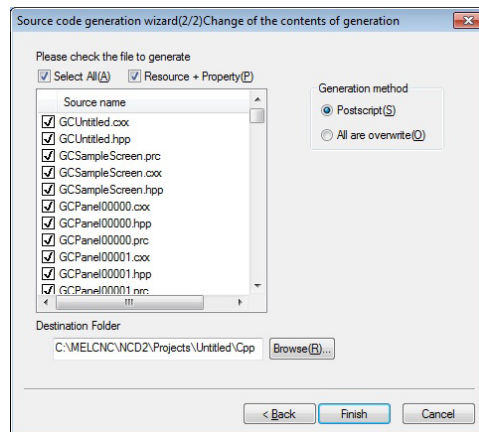 Source code generation wizard(2/2)Change of the contents of generation
Please check the file to generate
Select All(A) Resource + Property(P)
Source name
GCUntitled.cxx
GCUntitled.hpp
GCSampleScreen.prc
GCSampleScreen.cxx
GCSampleScreen.hpp
GCPanel00000.cxx
GCPanel00000.hpp
GCPanel00000.prc
GCPanel00001.cxx
GCPanel00001.hpp
GCPanel00001.prc
Generation method
Postscript(S)
All are overwrite(O)
Destination Folder
C:\MELCNC\NCD2\Projects\Untitled\Cpp Browse(R)...
< Back Finish Cancel